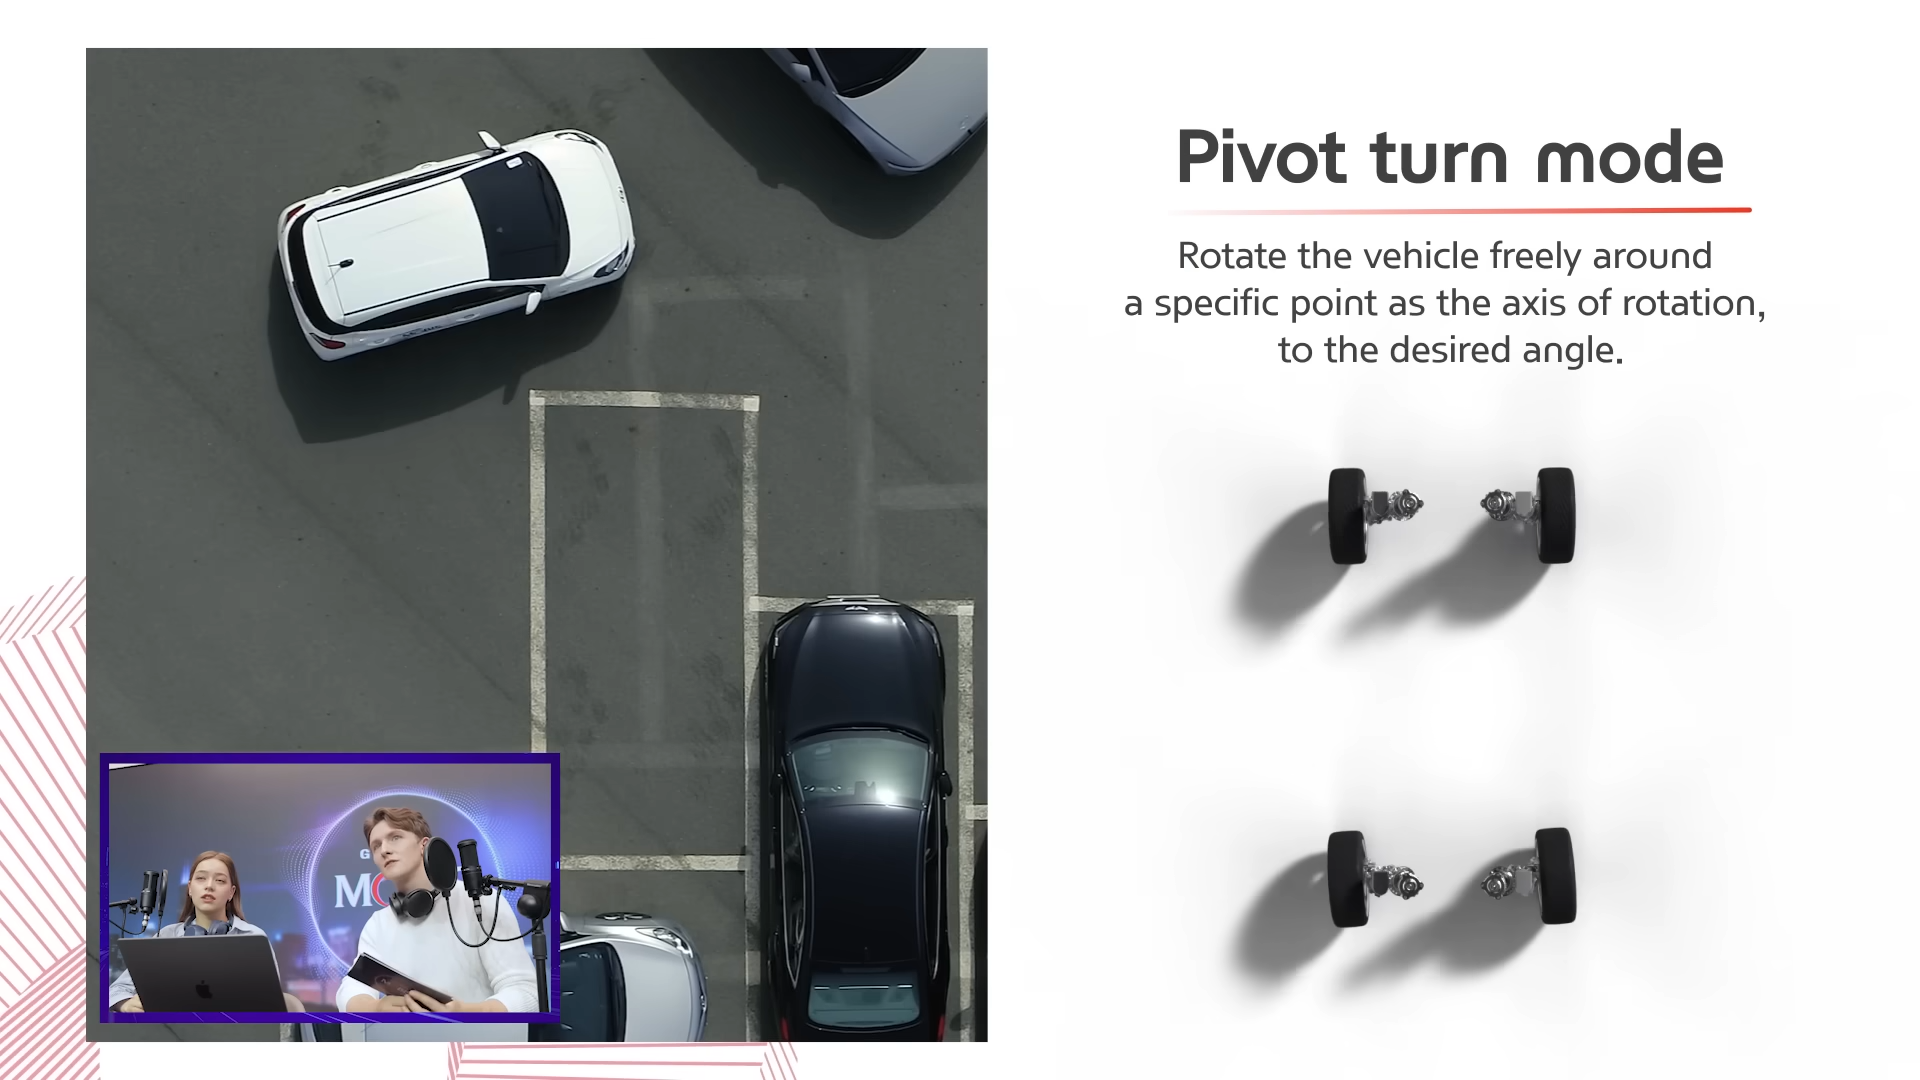 Pivot turn mode
Rotate the vehicle freely around
a specific point as the axis of rotation,
to the desired angle.